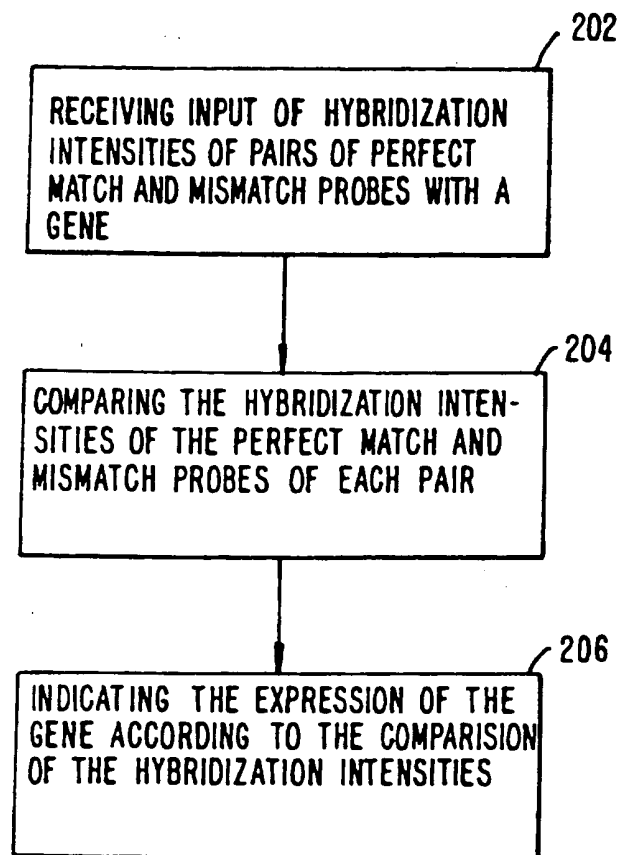 202
RECEIVING INPUT OF HYBRIDIZATION
INTENSITIES OF PAIRS OF PERFECT
MATCH AND MISMATCH PROBES WITH A
GENE
204
COMPARING THE HYBRIDIZATION INTEN-
SITIES OF THE PERFECT MATCH AND
MISMATCH PROBES OF EACH PAIR
206
INDICATING THE EXPRESSION OF THE
GENE ACCORDING TO THE COMPARISION
OF THE HYBRIDIZATION INTENSITIES